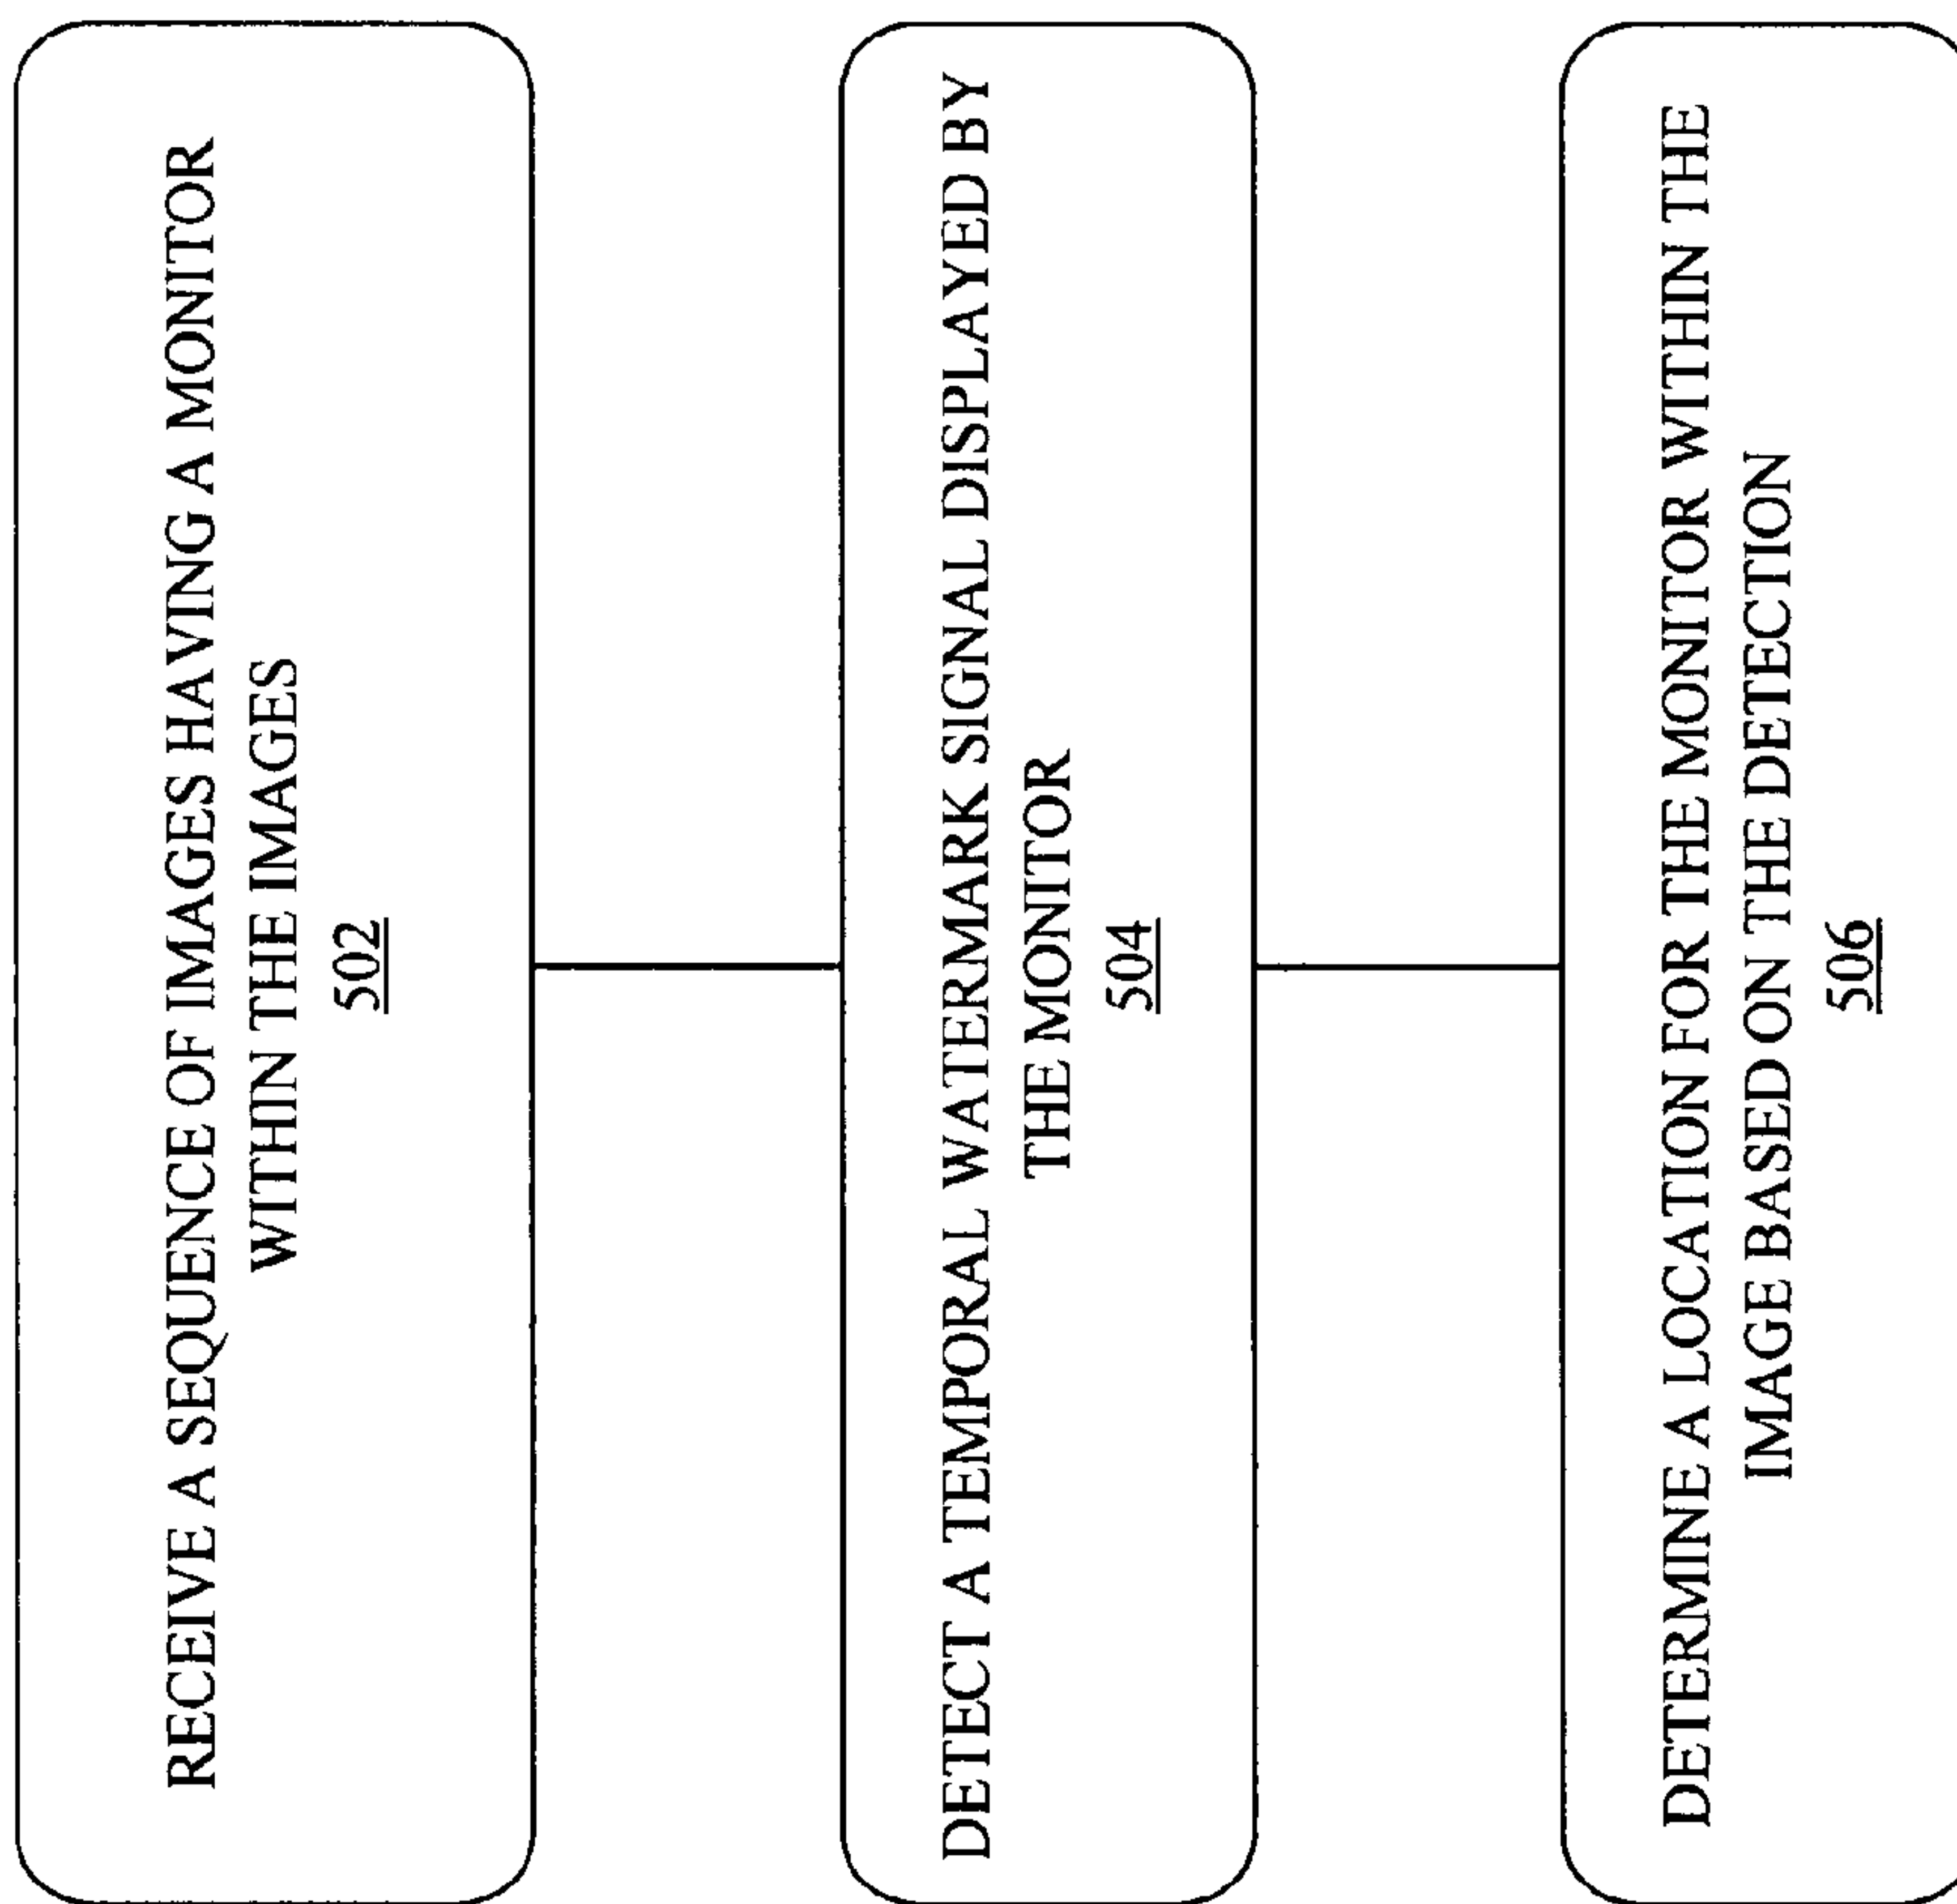 RECEIVE A SEQUENCE OF IMAGES HAVING A MONITOR
WITHIN THE IMAGES
502
DETECT A TEMPORAL WATERMARK SIGNAL DISPLAYED BY
THE MONITOR
504
DETERMINE A LOCATION FOR THE MONITOR WITHIN THE
IMAGE BASED ON THE DETECTION
506